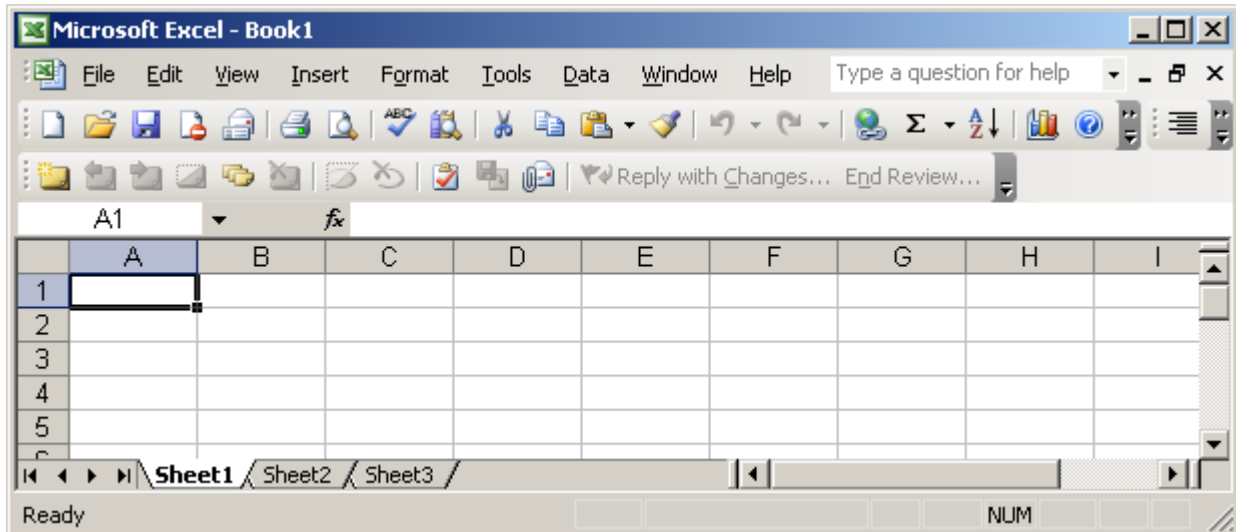 Microsoft Excel - Book1
File Edit View Insert Format Tools Data Window Help Type a question for help
ABC Σ A Z
Reply with Changes... End Review...
A1 fx
A B C D E F G H I
1
2
3
4
5
Sheet1 Sheet2 Sheet3
Ready NUM